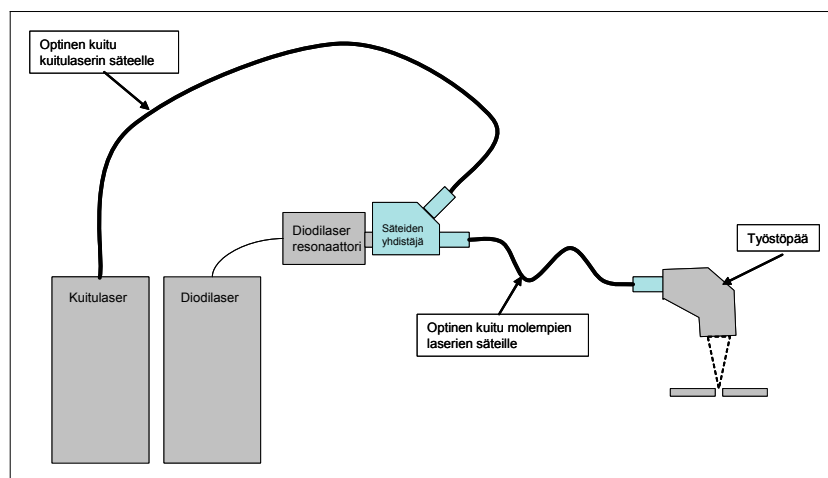 Optinen kuitu
kuitulaserin säteelle
Diodilaser
resonaattori
Säteiden
yhdistäjä
Työstöpää
Kuitulaser
Diodilaser
Optinen kuitu molempien
laserien säteille